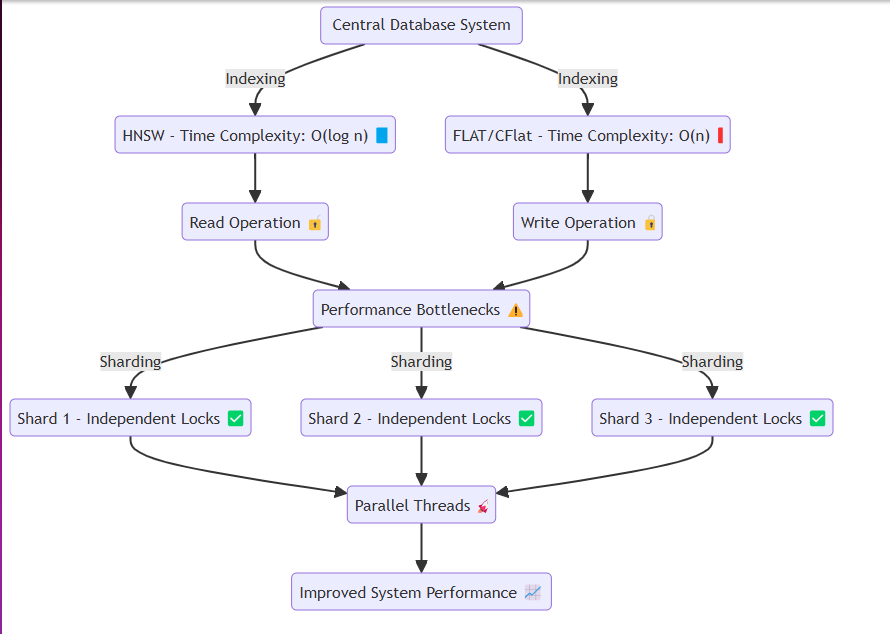 Central Database System
Indexing
Indexing
HNSW - Time Complexity: O(log n)
FLAT/CFlat - Time Complexity: O(n)
Read Operation
Write Operation
Performance Bottlenecks
Sharding
Sharding
Sharding
Shard 1 - Independent Locks
Shard 2 - Independent Locks
Shard 3 - Independent Locks
Parallel Threads
Improved System Performance